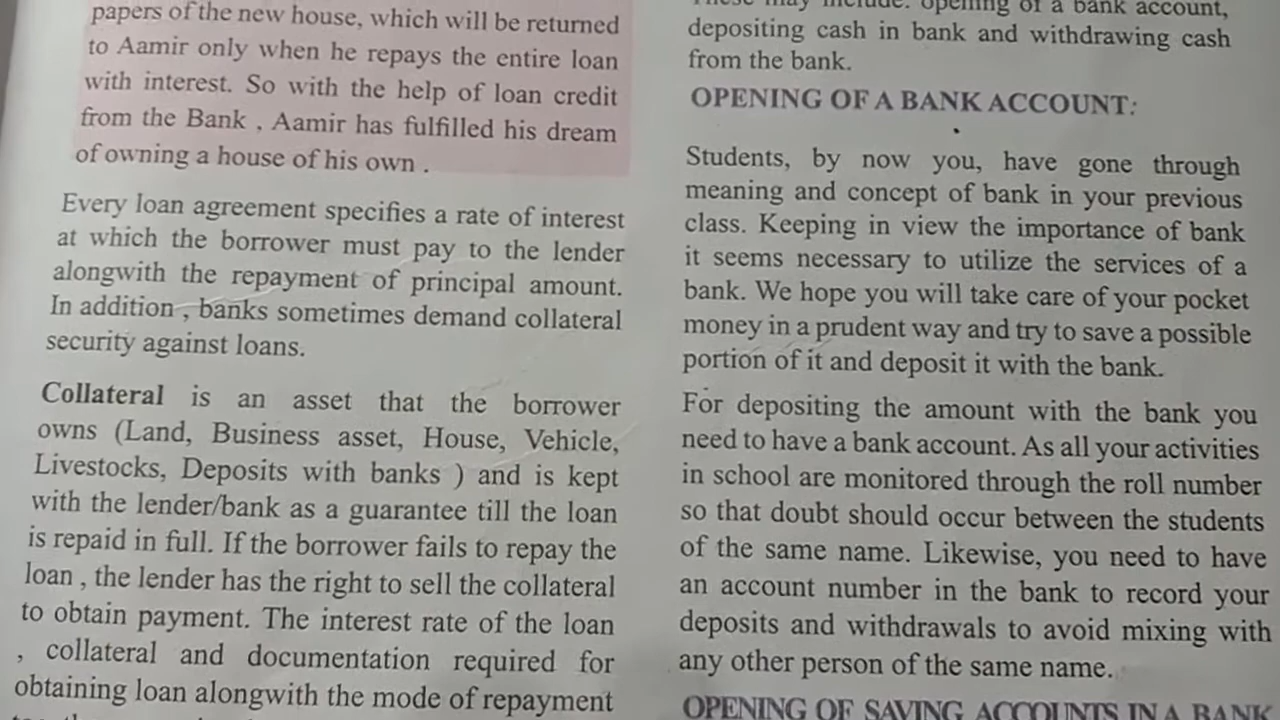 papers of the new house, which will be returned
to Aamir only when he repays the entire loan
with interest. So with the help of loan credit
from the Bank , Aamir has fulfilled his dream
of owning a house of his own .
Every loan agreement specifies a rate of interest
at which the borrower must pay to the lender
alongwith the repayment of principal amount.
In addition , banks sometimes demand collateral
security against loans.
Collateral is an asset that the borrower
owns (Land, Business asset, House, Vehicle,
Livestocks, Deposits with banks ) and is kept
with the lender/bank as a guarantee till the loan
is repaid in full. If the borrower fails to repay the
loan , the lender has the right to sell the collateral
to obtain payment. The interest rate of the loan
, collateral and documentation required for
obtaining loan alongwith the mode of repayment
These may include: opening of a bank account,
depositing cash in bank and withdrawing cash
from the bank.
OPENING OF A BANK ACCOUNT:
Students, by now you, have gone through
meaning and concept of bank in your previous
class. Keeping in view the importance of bank
it seems necessary to utilize the services of a
bank. We hope you will take care of your pocket
money in a prudent way and try to save a possible
portion of it and deposit it with the bank.
For depositing the amount with the bank you
need to have a bank account. As all your activities
in school are monitored through the roll number
so that doubt should occur between the students
of the same name. Likewise, you need to have
an account number in the bank to record your
deposits and withdrawals to avoid mixing with
any other person of the same name.
OPENING OF SAVING ACCOUNTS IN A BANK